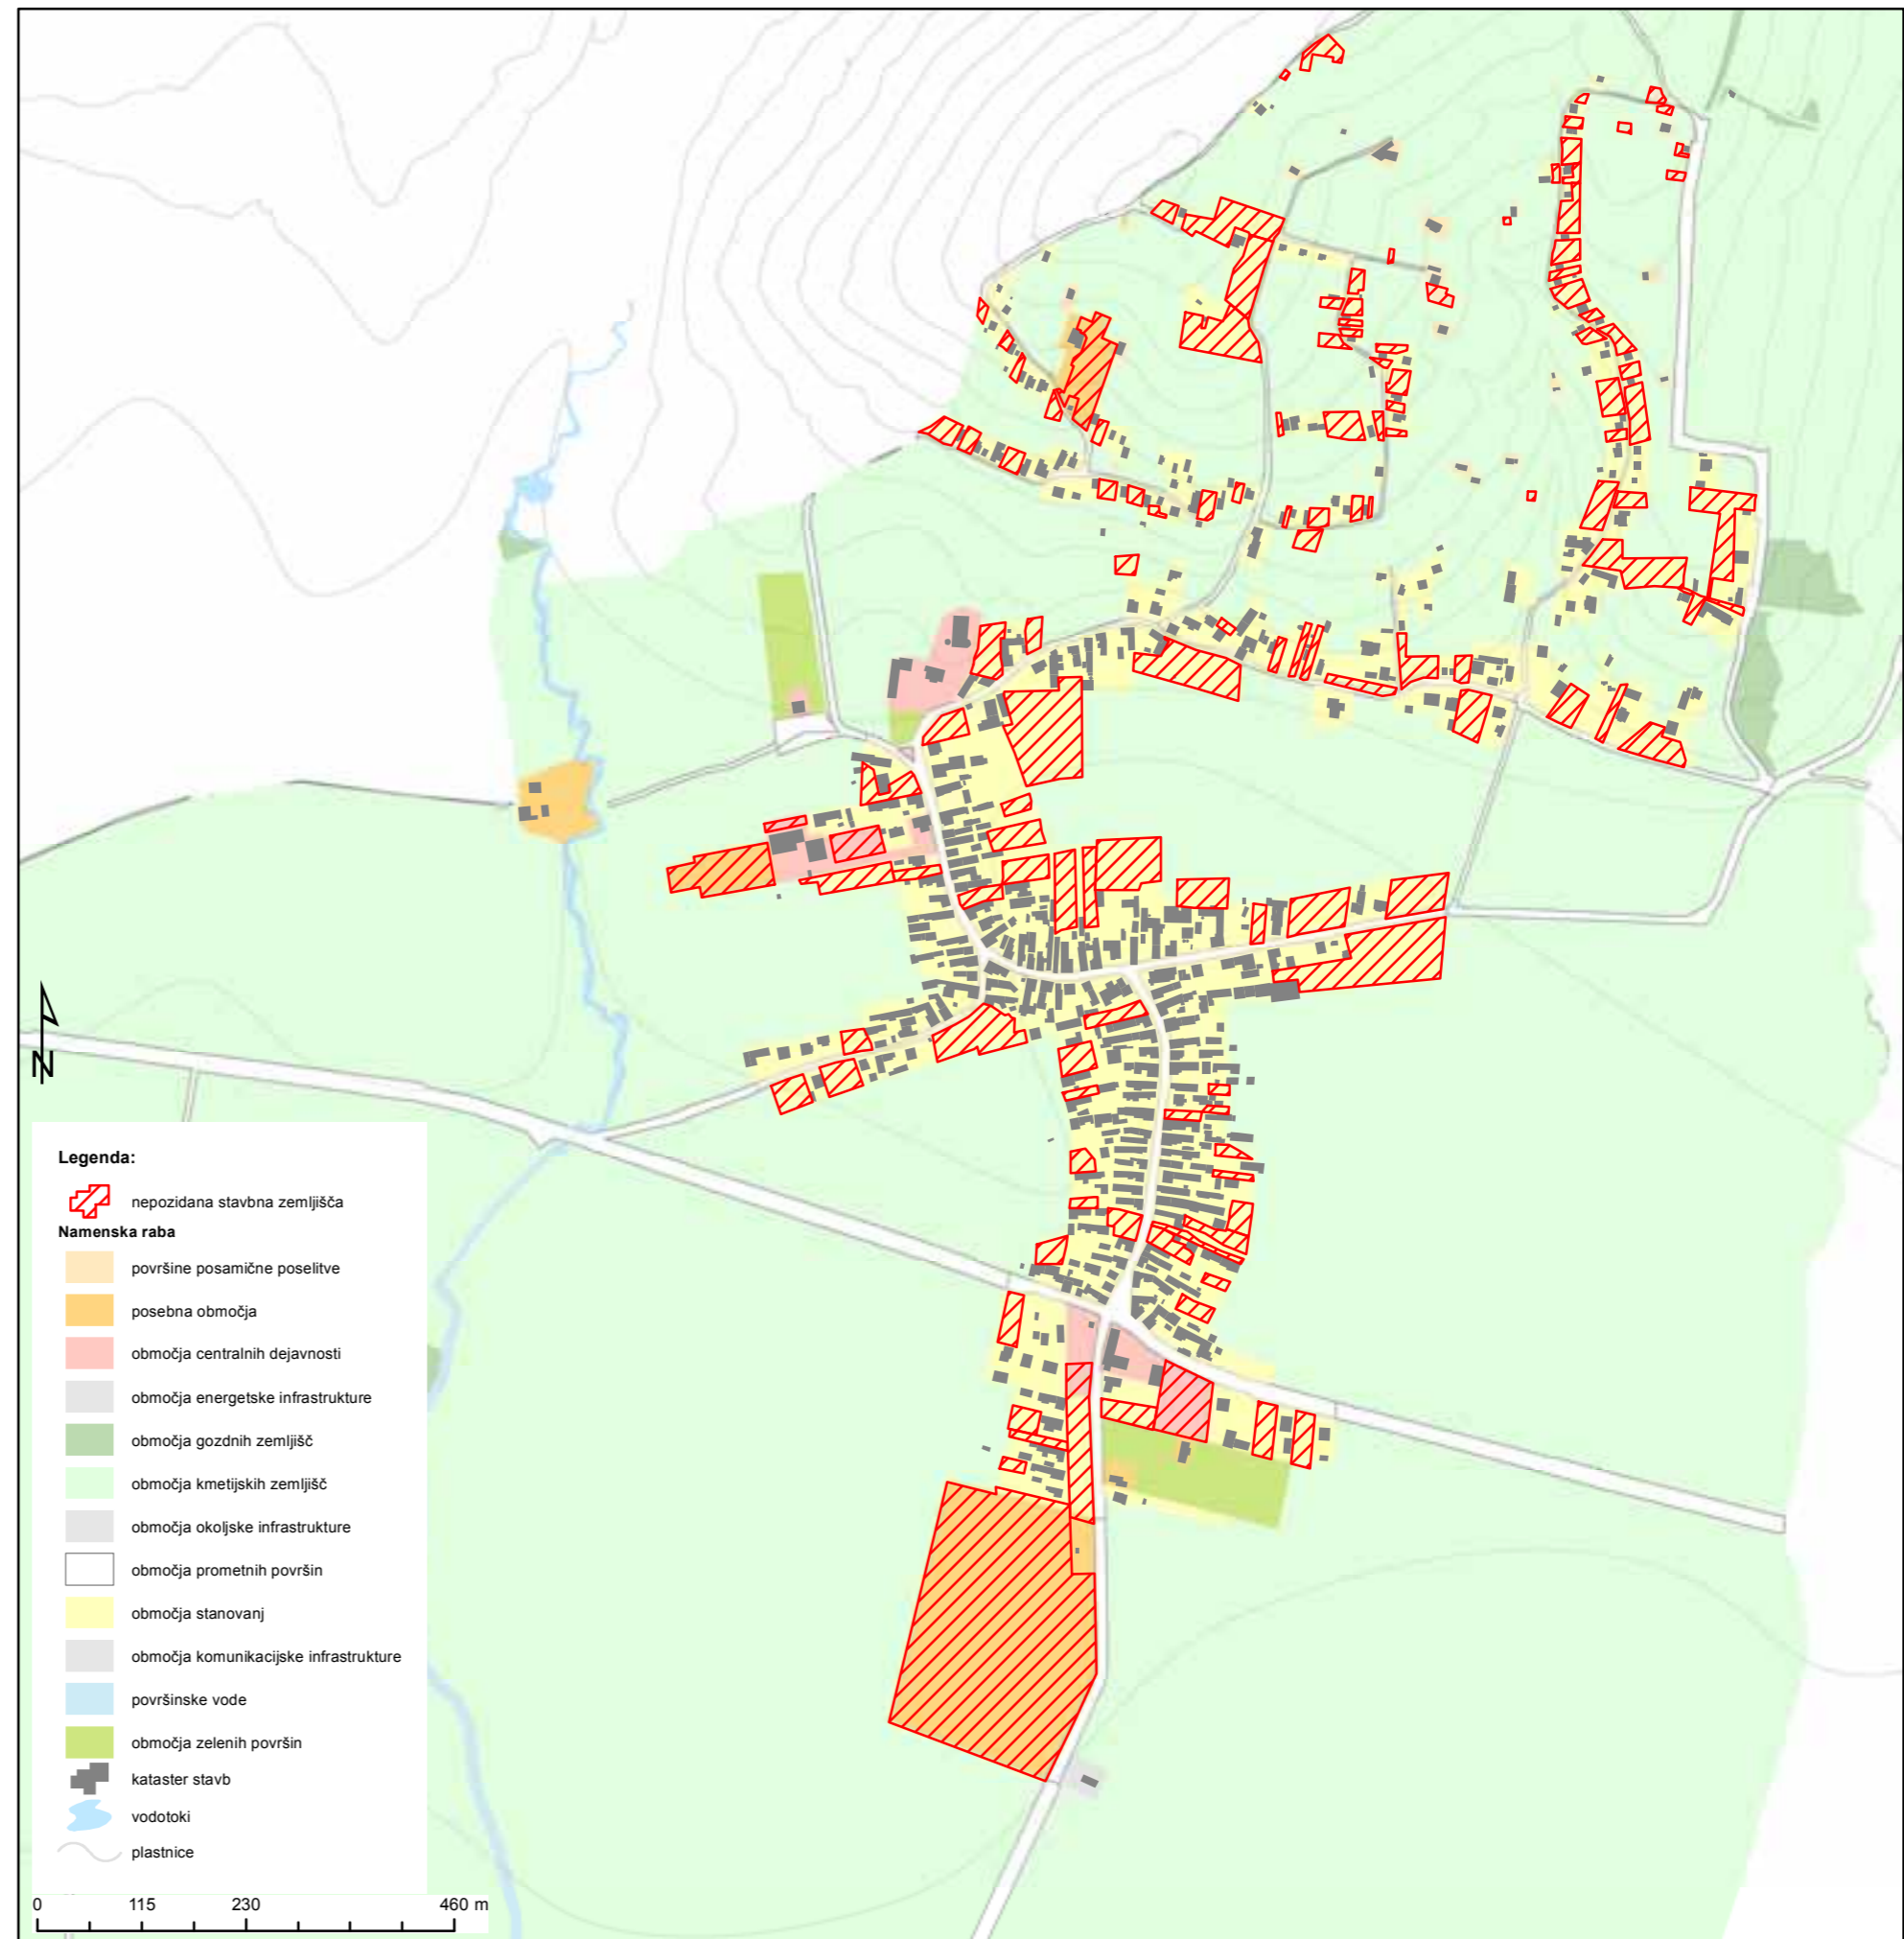 N
Legenda:
nepozidana stavbna zemljišča
Namenska raba
površine posamične poselitve
posebna območja
območja centralnih dejavnosti
območja energetske infrastrukture
območja gozdnih zemljišč
območja kmetijskih zemljišč
območja okoljske infrastrukture
območja prometnih površin
območja stanovanj
območja komunikacijske infrastrukture
površinske vode
območja zelenih površin
kataster stavb
vodotoki
plastnice
0 115 230 460 m